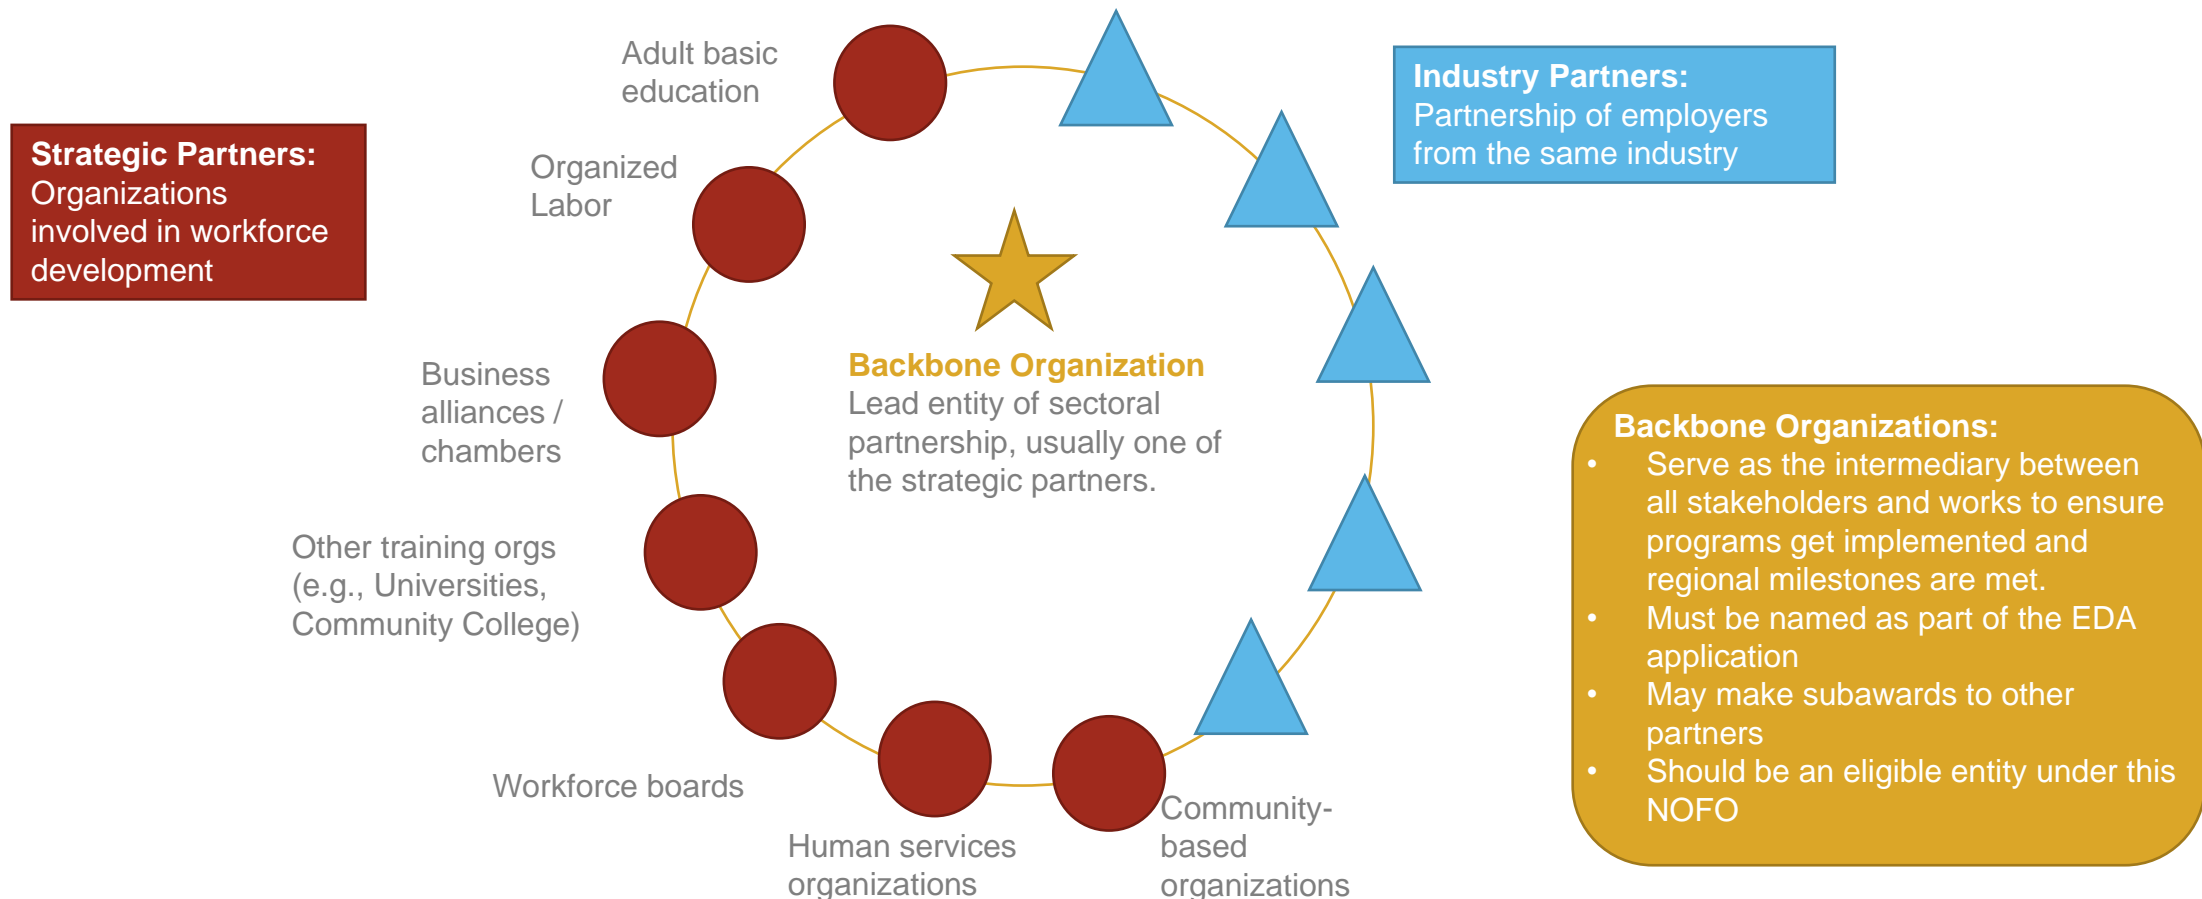 Adult basic
education
Strategic Partners:
Organizations
involved in workforce
development
Organized
Labor
Industry Partners:
Partnership of employers
from the same industry
Business
alliances /
chambers
Backbone Organization
Lead entity of sectoral
partnership, usually one of
the strategic partners.
Other training orgs
(e.g., Universities,
Community College)
Workforce boards
Human services
organizations
Community-
based
organizations
Backbone Organizations:
• Serve as the intermediary between
all stakeholders and works to ensure
programs get implemented and
regional milestones are met.
• Must be named as part of the EDA
application
• May make subawards to other
partners
• Should be an eligible entity under this
NOFO